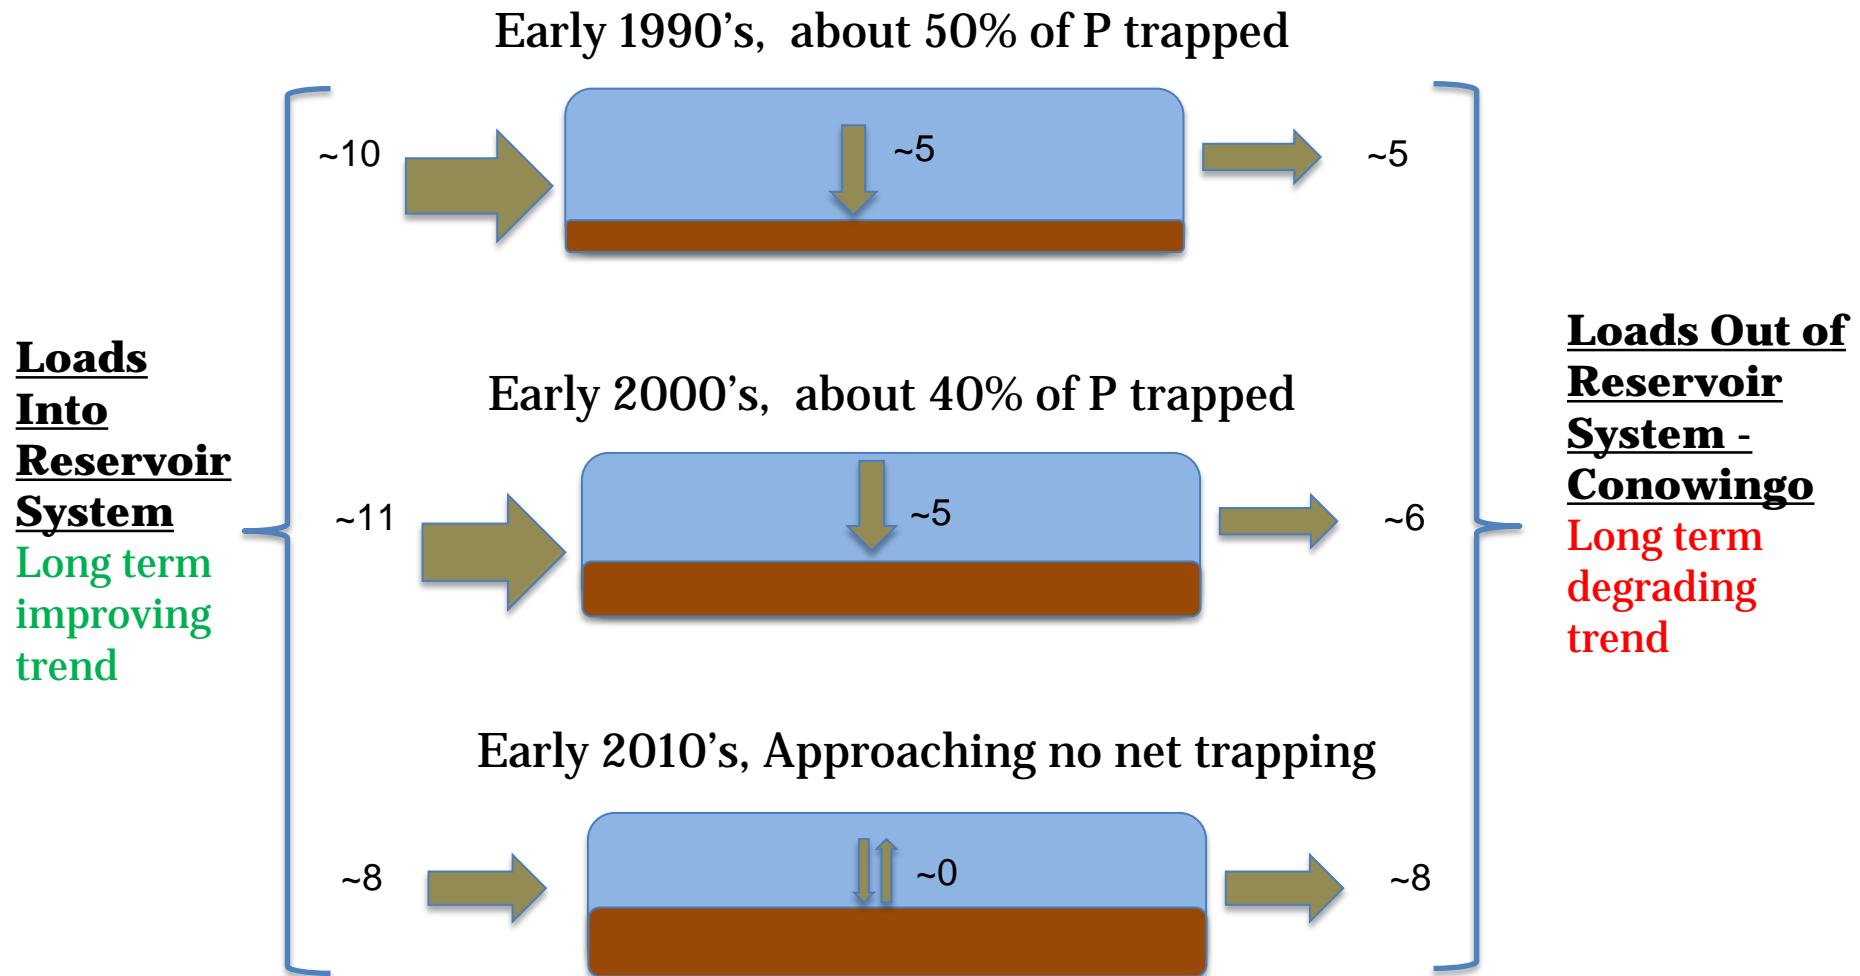 Early 1990’s,  about 50% of P trapped
~10
~5
~5
Loads
Into
Reservoir
System
Long term
improving
trend
Early 2000’s,  about 40% of P trapped
~11
~5
~6
Early 2010’s, Approaching no net trapping
~8
~0
~8
Loads Out of
Reservoir
System -
Conowingo
Long term
degrading
trend